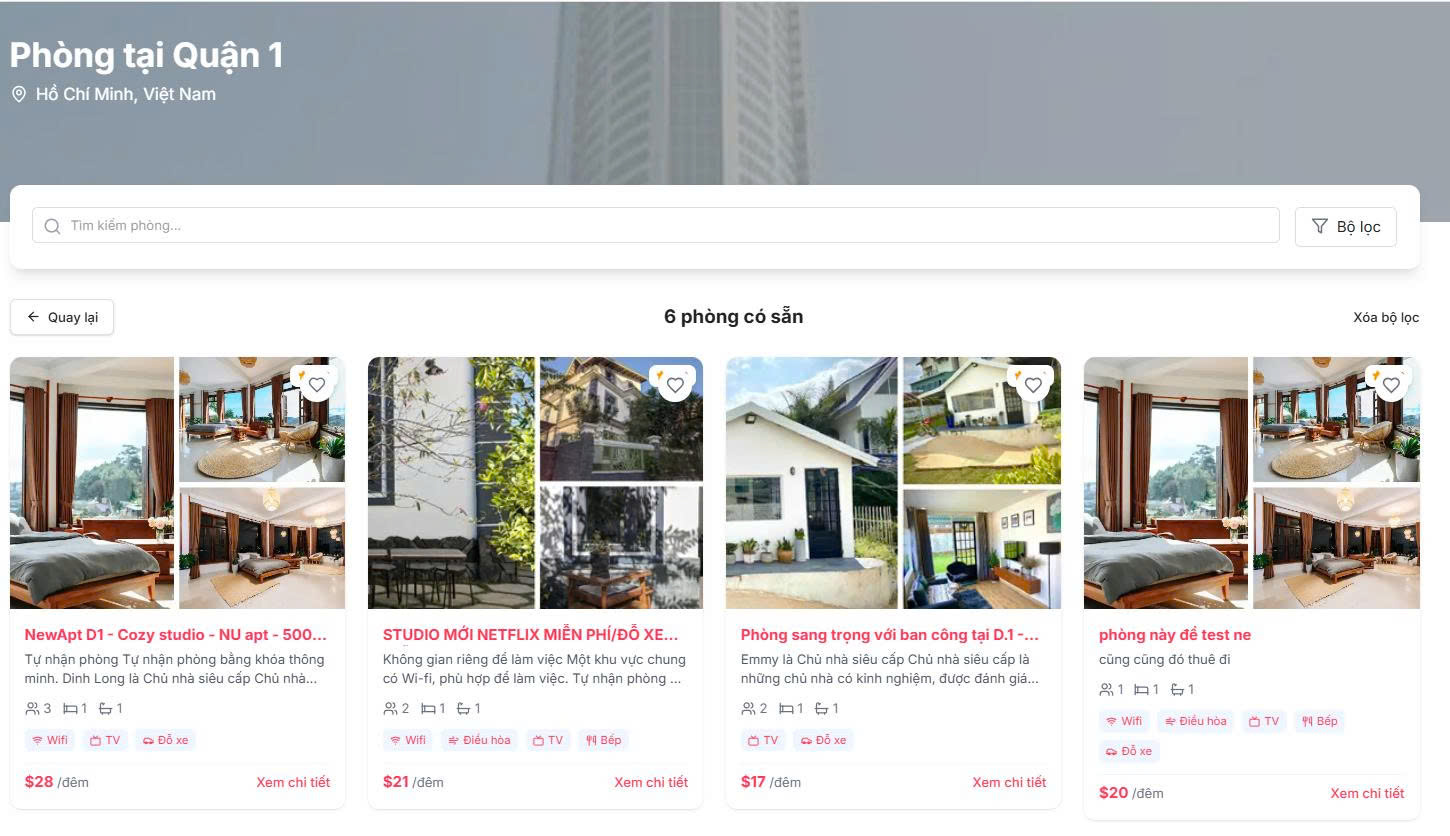 Phòng tại Quận 1
Hồ Chí Minh, Việt Nam
Tìm kiếm phòng...
Bộ lọc
Quay lại
6 phòng có sẵn
Xóa bộ lọc
NewApt D1 - Cozy studio - NU apt - 500...
Tự nhận phòng Tự nhận phòng bằng khóa thông
minh. Dinh Long là Chủ nhà siêu cấp Chủ nhà...
3 1 1
Wifi TV Đỗ xe
$28 /đêm
Xem chi tiết
STUDIO MỚI NETFLIX MIỄN PHÍ/ĐỖ XE...
Không gian riêng để làm việc Một khu vực chung
có Wi-fi, phù hợp để làm việc. Tự nhận phòng ...
2 1 1
Wifi Điều hòa TV Bếp
$21 /đêm
Xem chi tiết
Phòng sang trọng với ban công tại D.1 -...
Emmy là Chủ nhà siêu cấp Chủ nhà siêu cấp là
những chủ nhà có kinh nghiệm, được đánh giá...
2 1 1
TV Đỗ xe
$17 /đêm
Xem chi tiết
phòng này để test ne
cũng cũng đó thuê đi
1 1 1
Wifi Điều hòa TV Bếp
Đỗ xe
$20 /đêm
Xem chi tiết